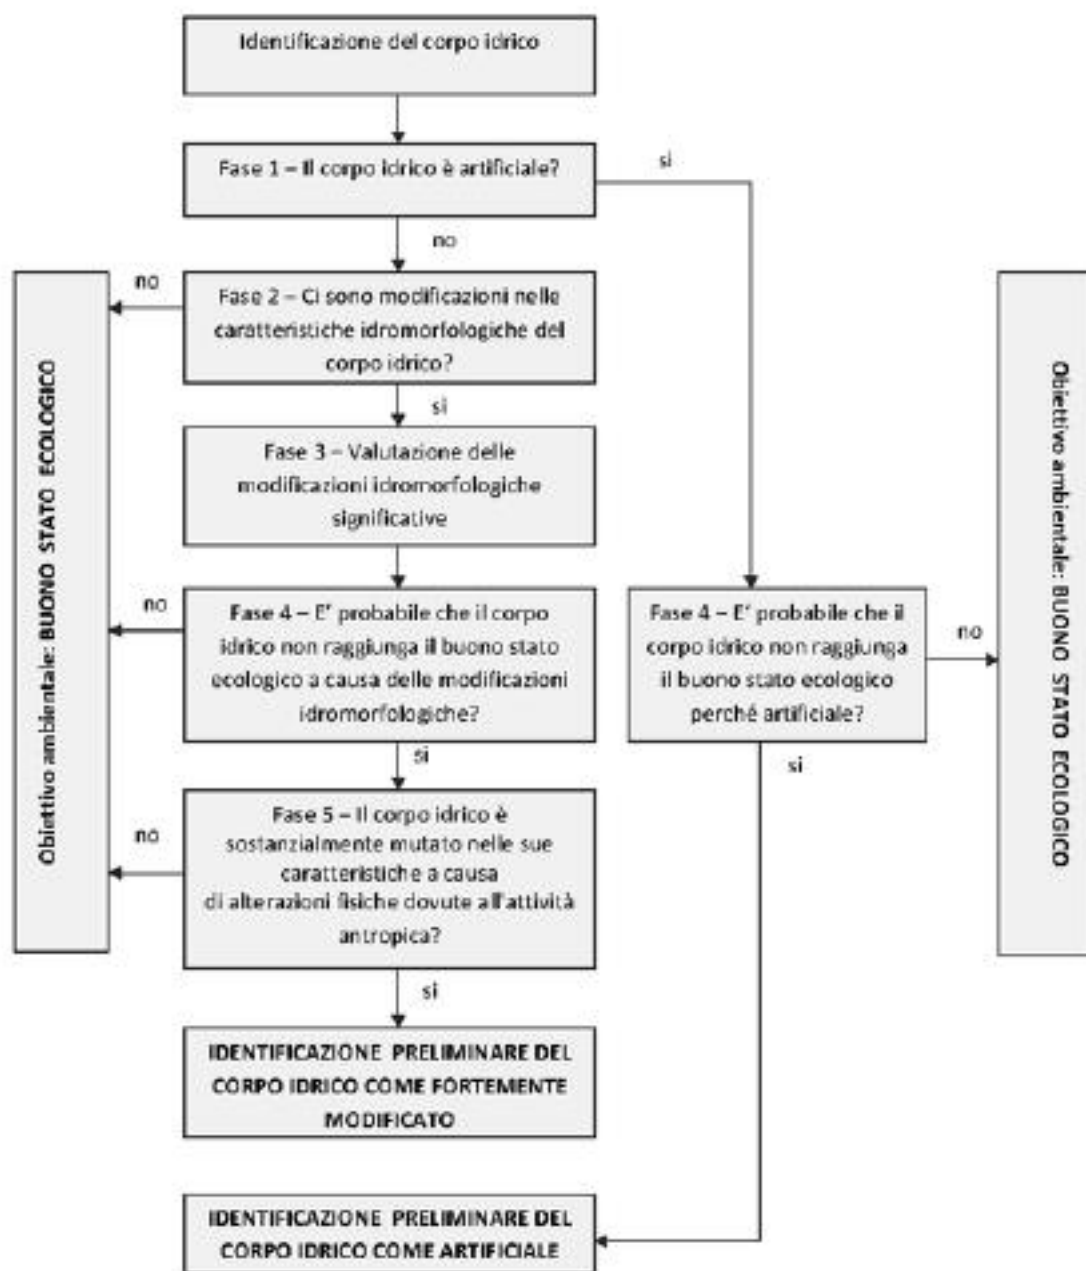 Identificazione del corpo idrico
Fase 1 – Il corpo idrico è artificiale?
si
no
no
Fase 2 – Ci sono modificazioni nelle
caratteristiche idromorfologiche del
corpo idrico?
si
Fase 3 – Valutazione delle
modificazioni idromorfologiche
significative
no
Fase 4 – E' probabile che il corpo
idrico non raggiunga il buono stato
ecologico a causa delle modificazioni
idromorfologiche?
Fase 4 – E' probabile che il
corpo idrico non raggiunga
il buono stato ecologico
perché artificiale?
no
si
si
no
Fase 5 – Il corpo idrico è
sostanzialmente mutato nelle sue
caratteristiche a causa
di alterazioni fisiche dovute all'attività
antropica?
si
Obiettivo ambientale: BUONO STATO ECOLOGICO
Obiettivo ambientale: BUONO STATO ECOLOGICO
IDENTIFICAZIONE PRELIMINARE DEL
CORPO IDRICO COME FORTEMENTE
MODIFICATO
IDENTIFICAZIONE PRELIMINARE DEL
CORPO IDRICO COME ARTIFICIALE